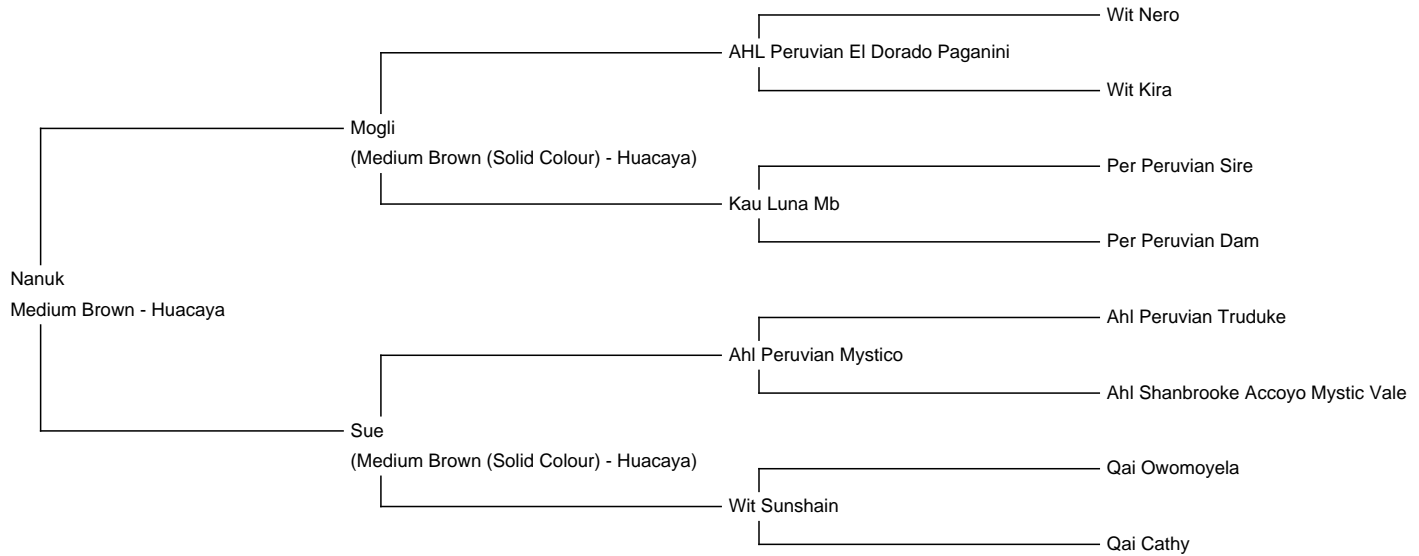 Wit Nero
AHL Peruvian El Dorado Paganini
Wit Kira
Mogli
(Medium Brown (Solid Colour) - Huacaya)
Per Peruvian Sire
Kau Luna Mb
Per Peruvian Dam
Nanuk
Medium Brown - Huacaya
Ahl Peruvian Truduke
Ahl Peruvian Mystico
Ahl Shanbrooke Accoyo Mystic Vale
Sue
(Medium Brown (Solid Colour) - Huacaya)
Qai Owomoyela
Wit Sunshain
Qai Cathy